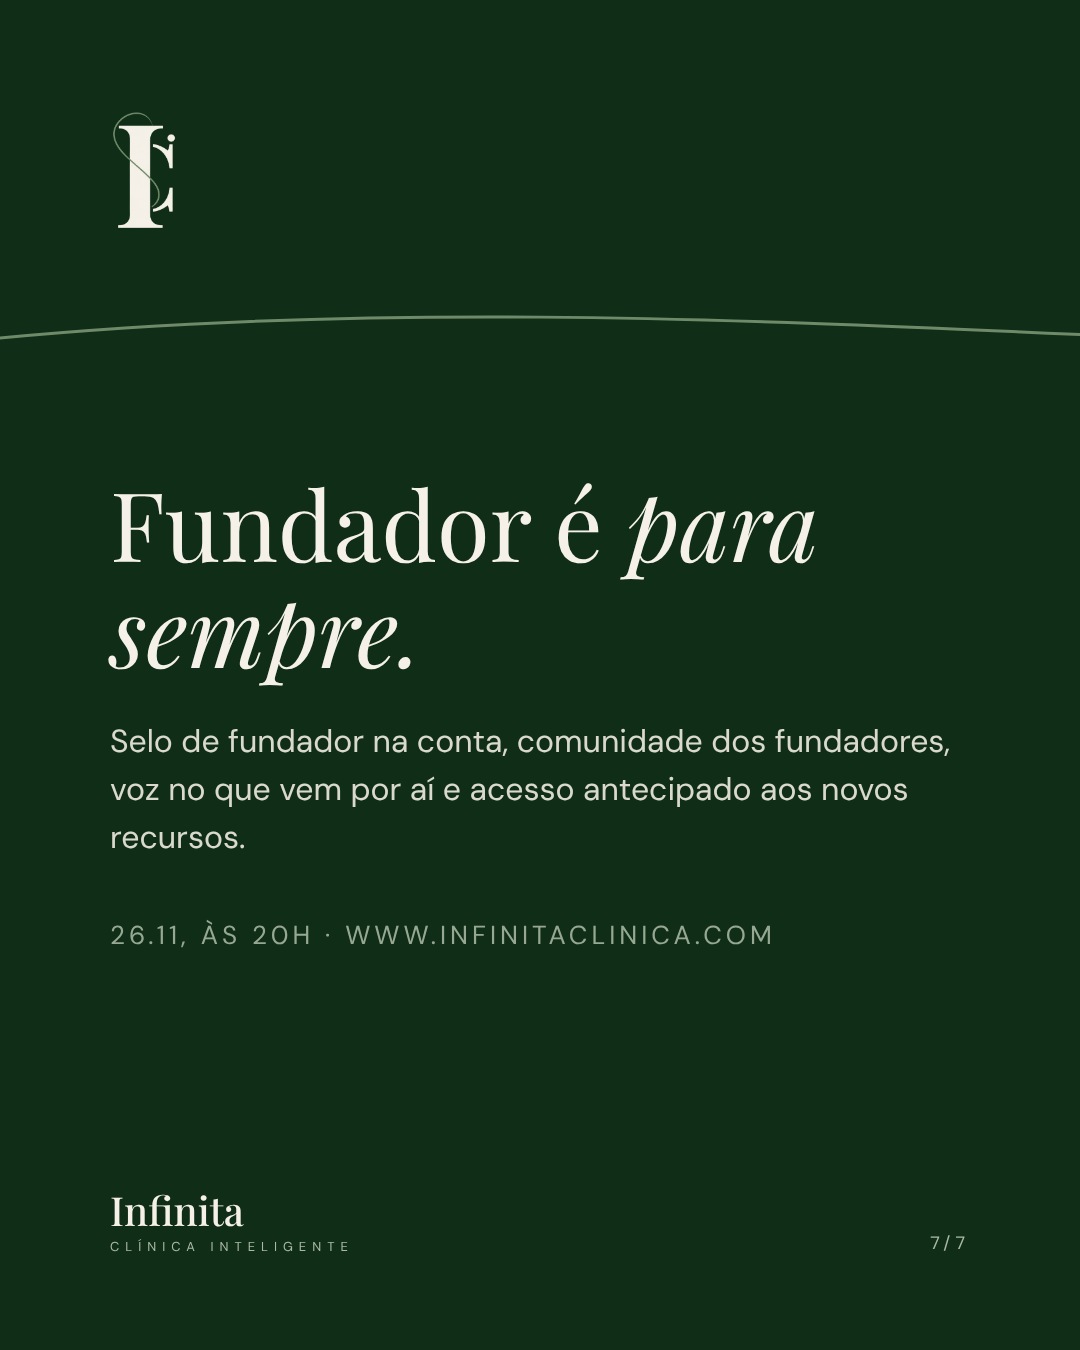 Fundador é para
sempre.
Selo de fundador na conta, comunidade dos fundadores,
voz no que vem por aí e acesso antecipado aos novos
recursos.
26.11, ÀS 20H · WWW.INFINITACLINICA.COM
Infinita
CLÍNICA INTELIGENTE
7/7